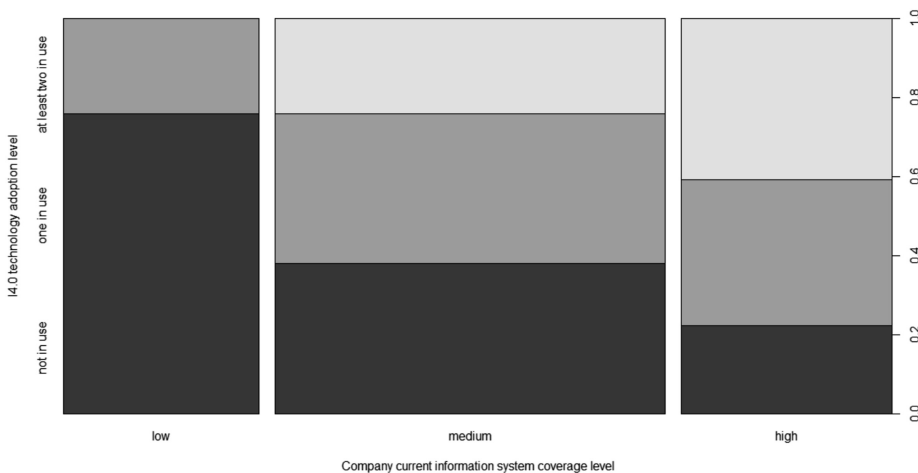 I4.0 technology adoption level
at least two in use
one in use
not in use
1.0
0.8
0.6
0.4
0.2
0.0
low
medium
high
Company current information system coverage level